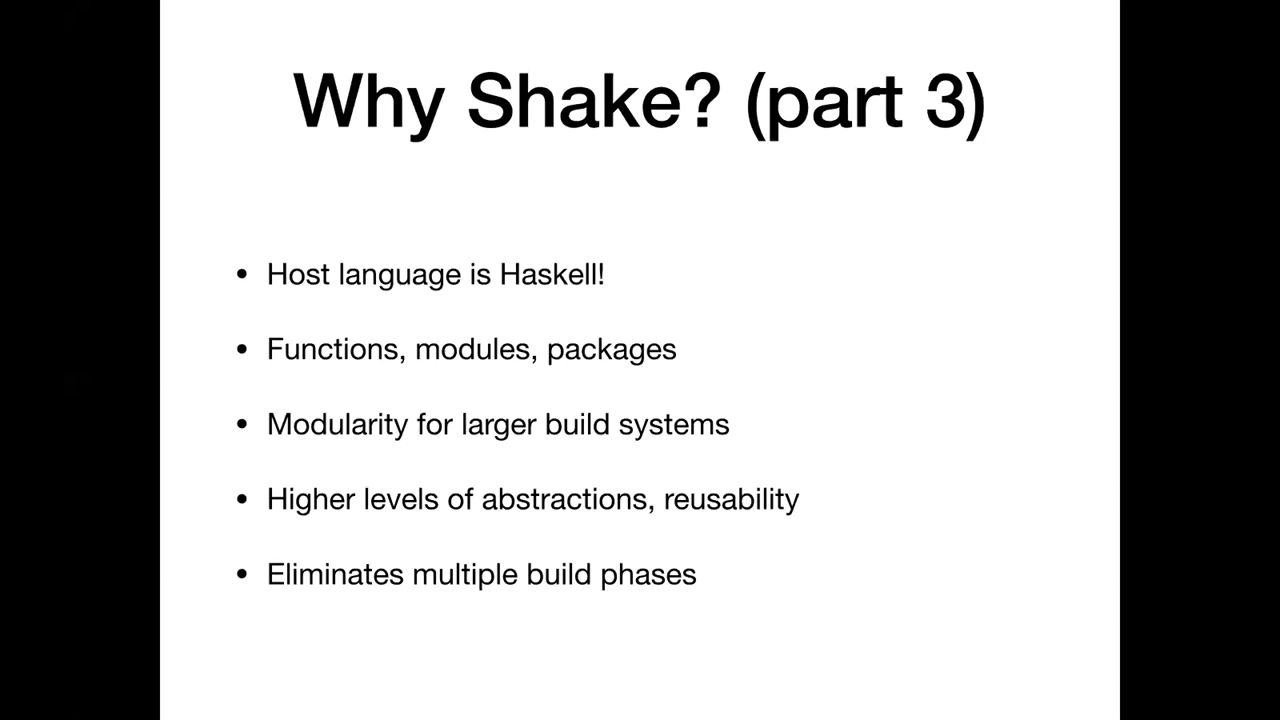 Why Shake? (part 3)
• Host language is Haskell!
• Functions, modules, packages
• Modularity for larger build systems
• Higher levels of abstractions, reusability
• Eliminates multiple build phases